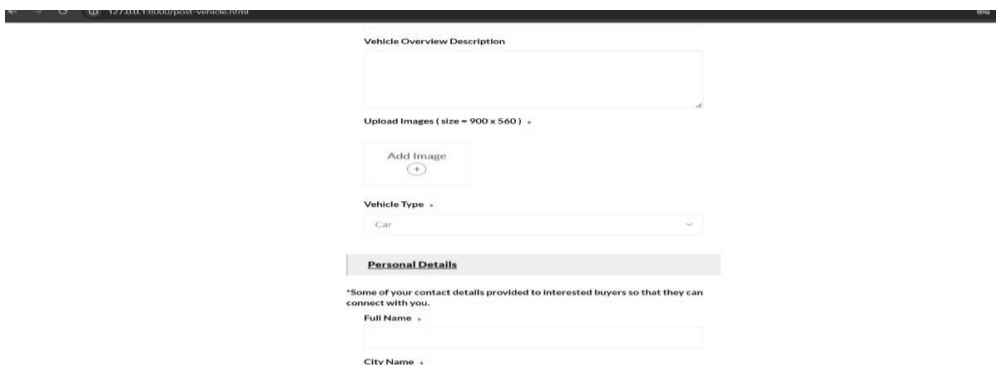 127.0.0.1:8000/post-vehicle.html
Vehicle Overview Description
Upload Images ( size = 900 x 560 ) *
Add Image
+
Vehicle Type *
Car
Personal Details
*Some of your contact details provided to interested buyers so that they can
connect with you.
Full Name *
City Name *